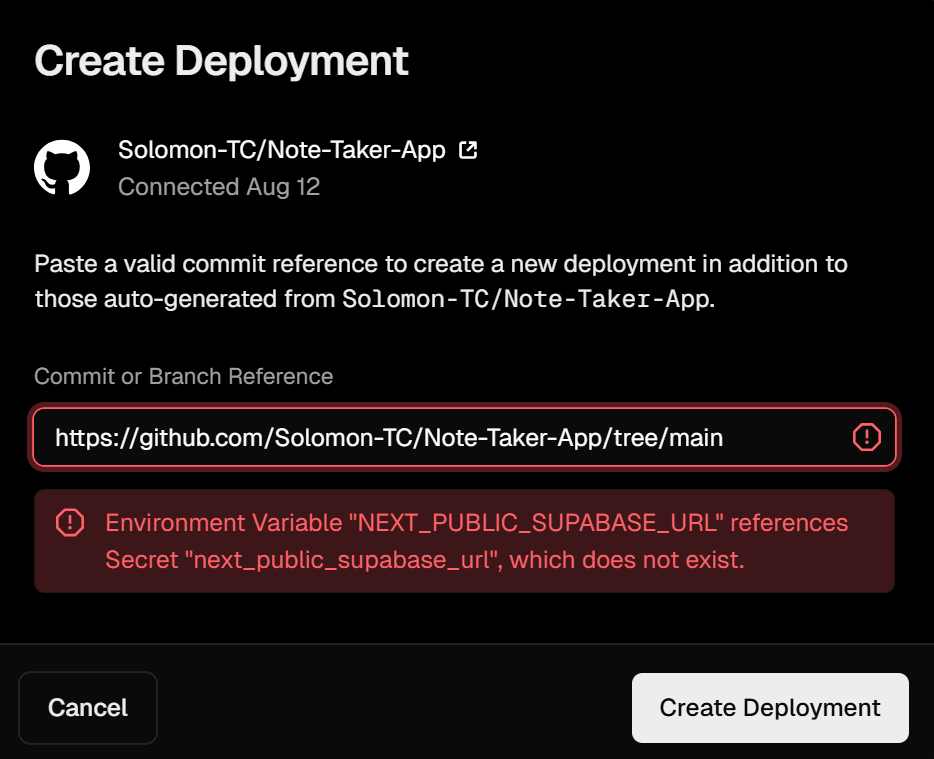 Create Deployment
Solomon-TC/Note-Taker-App
Connected Aug 12
Paste a valid commit reference to create a new deployment in addition to
those auto-generated from Solomon-TC/Note-Taker-App.
Commit or Branch Reference
https://github.com/Solomon-TC/Note-Taker-App/tree/main
Environment Variable "NEXT_PUBLIC_SUPABASE_URL" references
Secret "next_public_supabase_url", which does not exist.
Cancel
Create Deployment